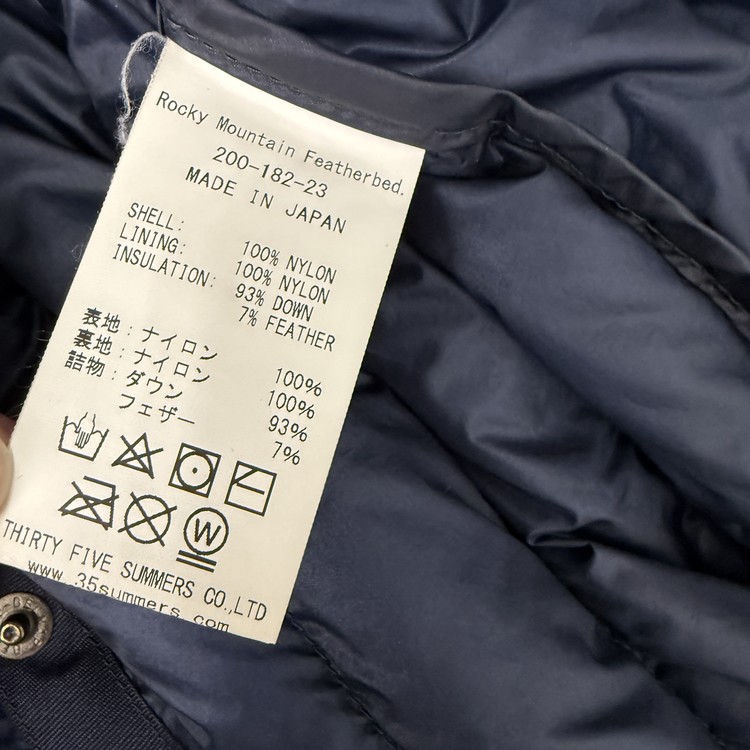 Rocky Mountain Featherbed.
200-182-23
MADE IN JAPAN
SHELL: 100% NYLON
LINING: 100% NYLON
INSULATION: 93% DOWN
7% FEATHER
表地:ナイロン 100%
裏地:ナイロン 100%
詰物:ダウン 93%
フェザー 7%
W
THIRTY FIVE SUMMERS CO.,LTD
www.35summers.com